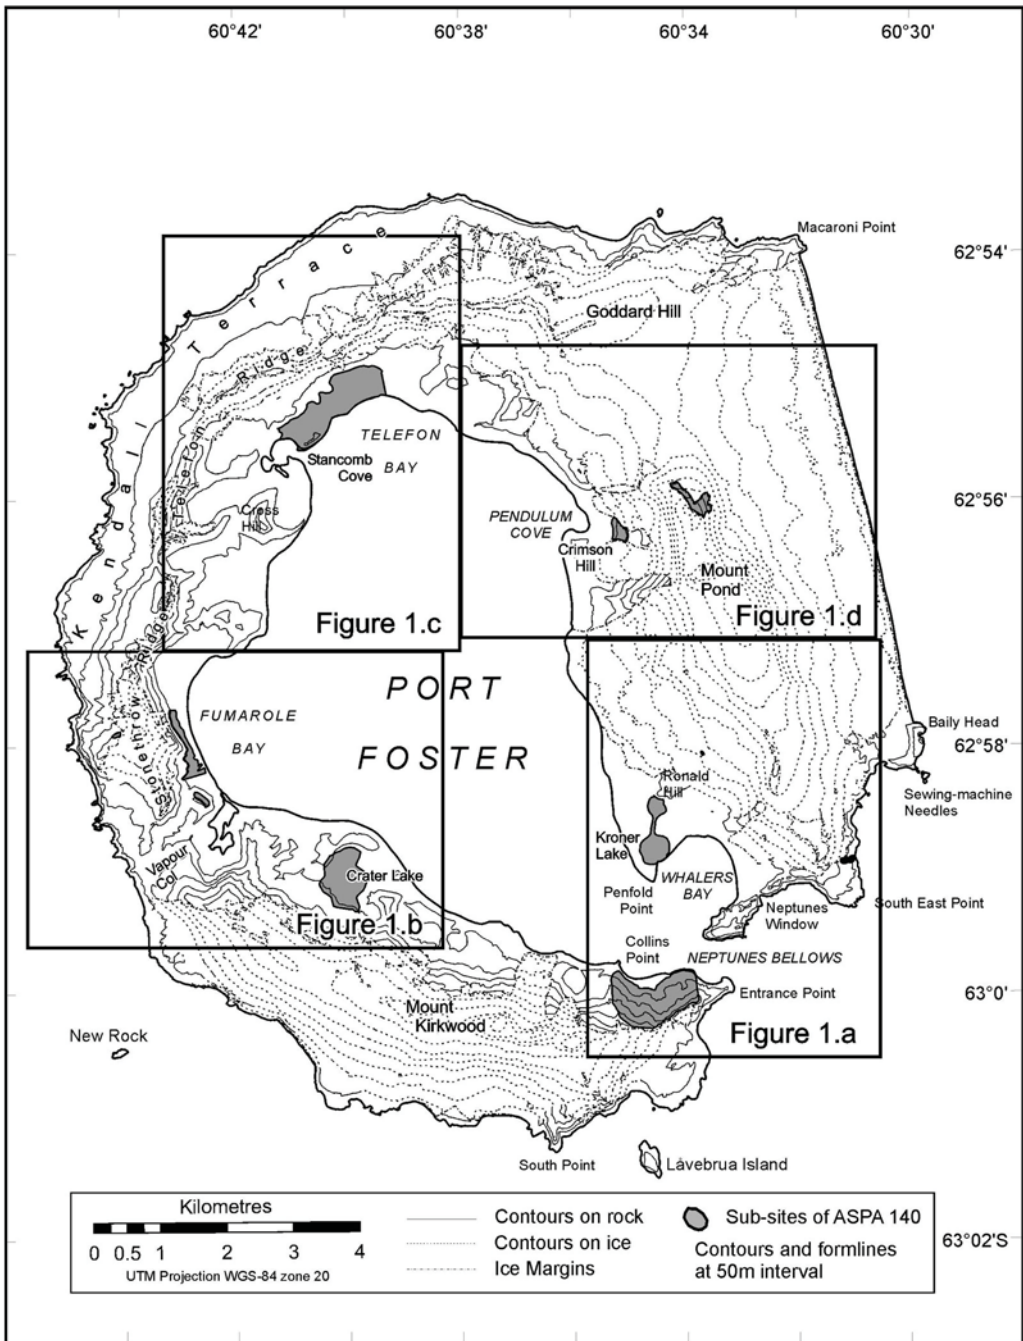 60°42'
60°38'
60°34'
60°30'
Macaroni Point
62°54'
Kendall Terrace
Goddard Hill
Telefon Ridge
TELEFON
BAY
Stancomb
Cove
Cross
Hill
62°56'
PENDULUM
COVE
Crimson
Hill
Mount
Pond
Figure 1.c
Figure 1.d
Stonethrow Ridge
PORT
FOSTER
FUMAROLE
BAY
Baily Head
62°58'
Sewing-machine
Needles
Ronald
Hill
Kroner
Lake
Vapour
Col
Crater Lake
WHALERS
BAY
Penfold
Point
Neptunes
Window
South East Point
Figure 1.b
Collins
Point
NEPTUNES BELLOWS
Entrance Point
63°0'
Mount
Kirkwood
New Rock
Figure 1.a
South Point
Låvebrua Island
Kilometres
0 0.5 1 2 3 4
UTM Projection WGS-84 zone 20
Contours on rock
Contours on ice
Ice Margins
Sub-sites of ASPA 140
Contours and formlines
at 50m interval
63°02'S